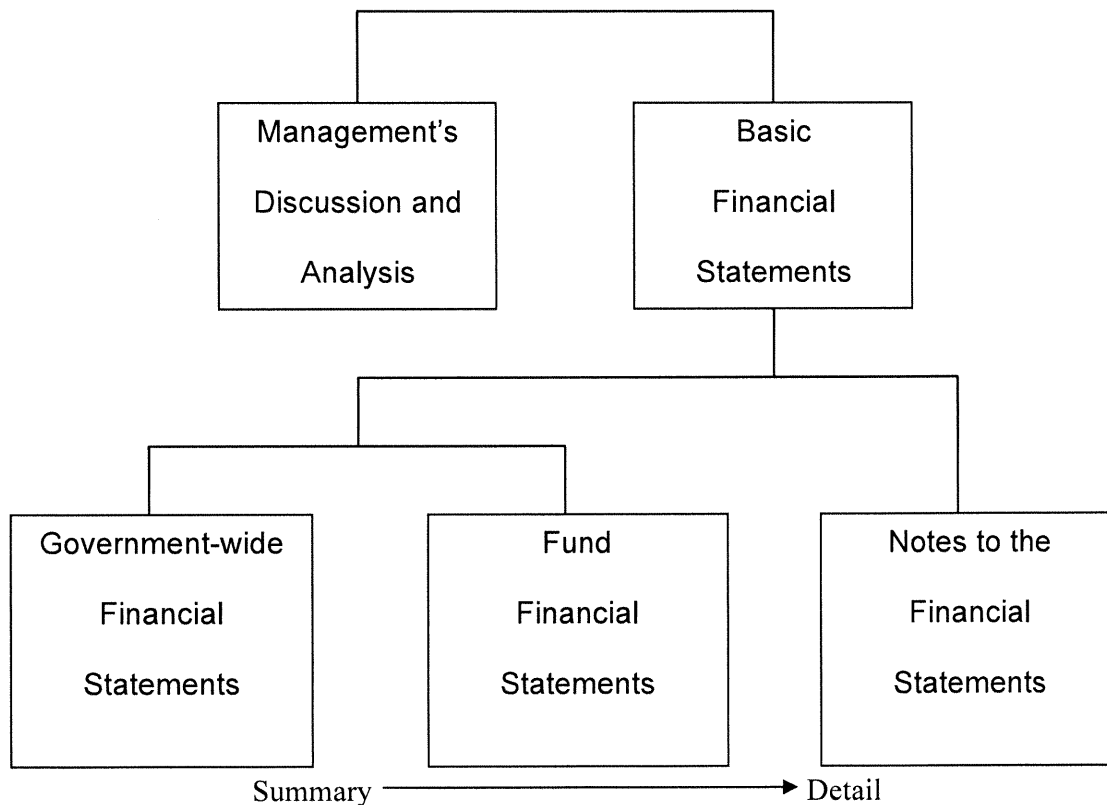 Management's
Discussion and
Analysis
Basic
Financial
Statements
Government-wide
Financial
Statements
Fund
Financial
Statements
Notes to the
Financial
Statements
Summary
Detail